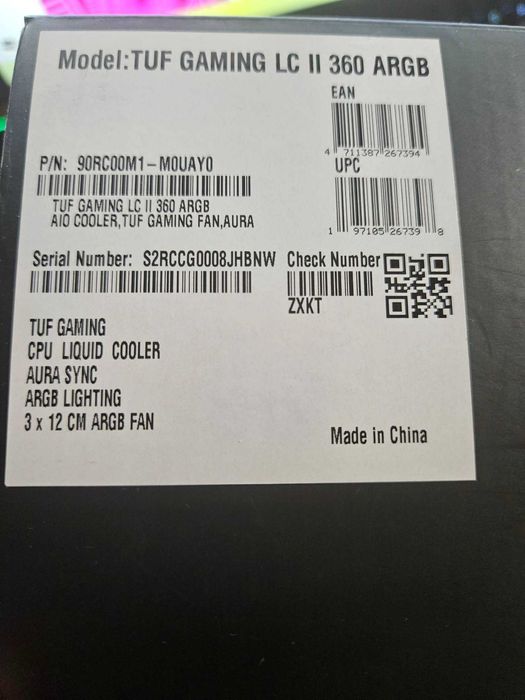 Model:TUF GAMING LC II 360 ARGB
EAN
4 711387 267394
P/N: 90RC00M1-M0UAY0
UPC
TUF GAMING LC II 360 ARGB
AIO COOLER,TUF GAMING FAN,AURA
1 97105 26739 8
Serial Number: S2RCCG0008JHBNW
Check Number
ZXKT
TUF GAMING
CPU LIQUID COOLER
AURA SYNC
ARGB LIGHTING
3 x 12 CM ARGB FAN
Made in China